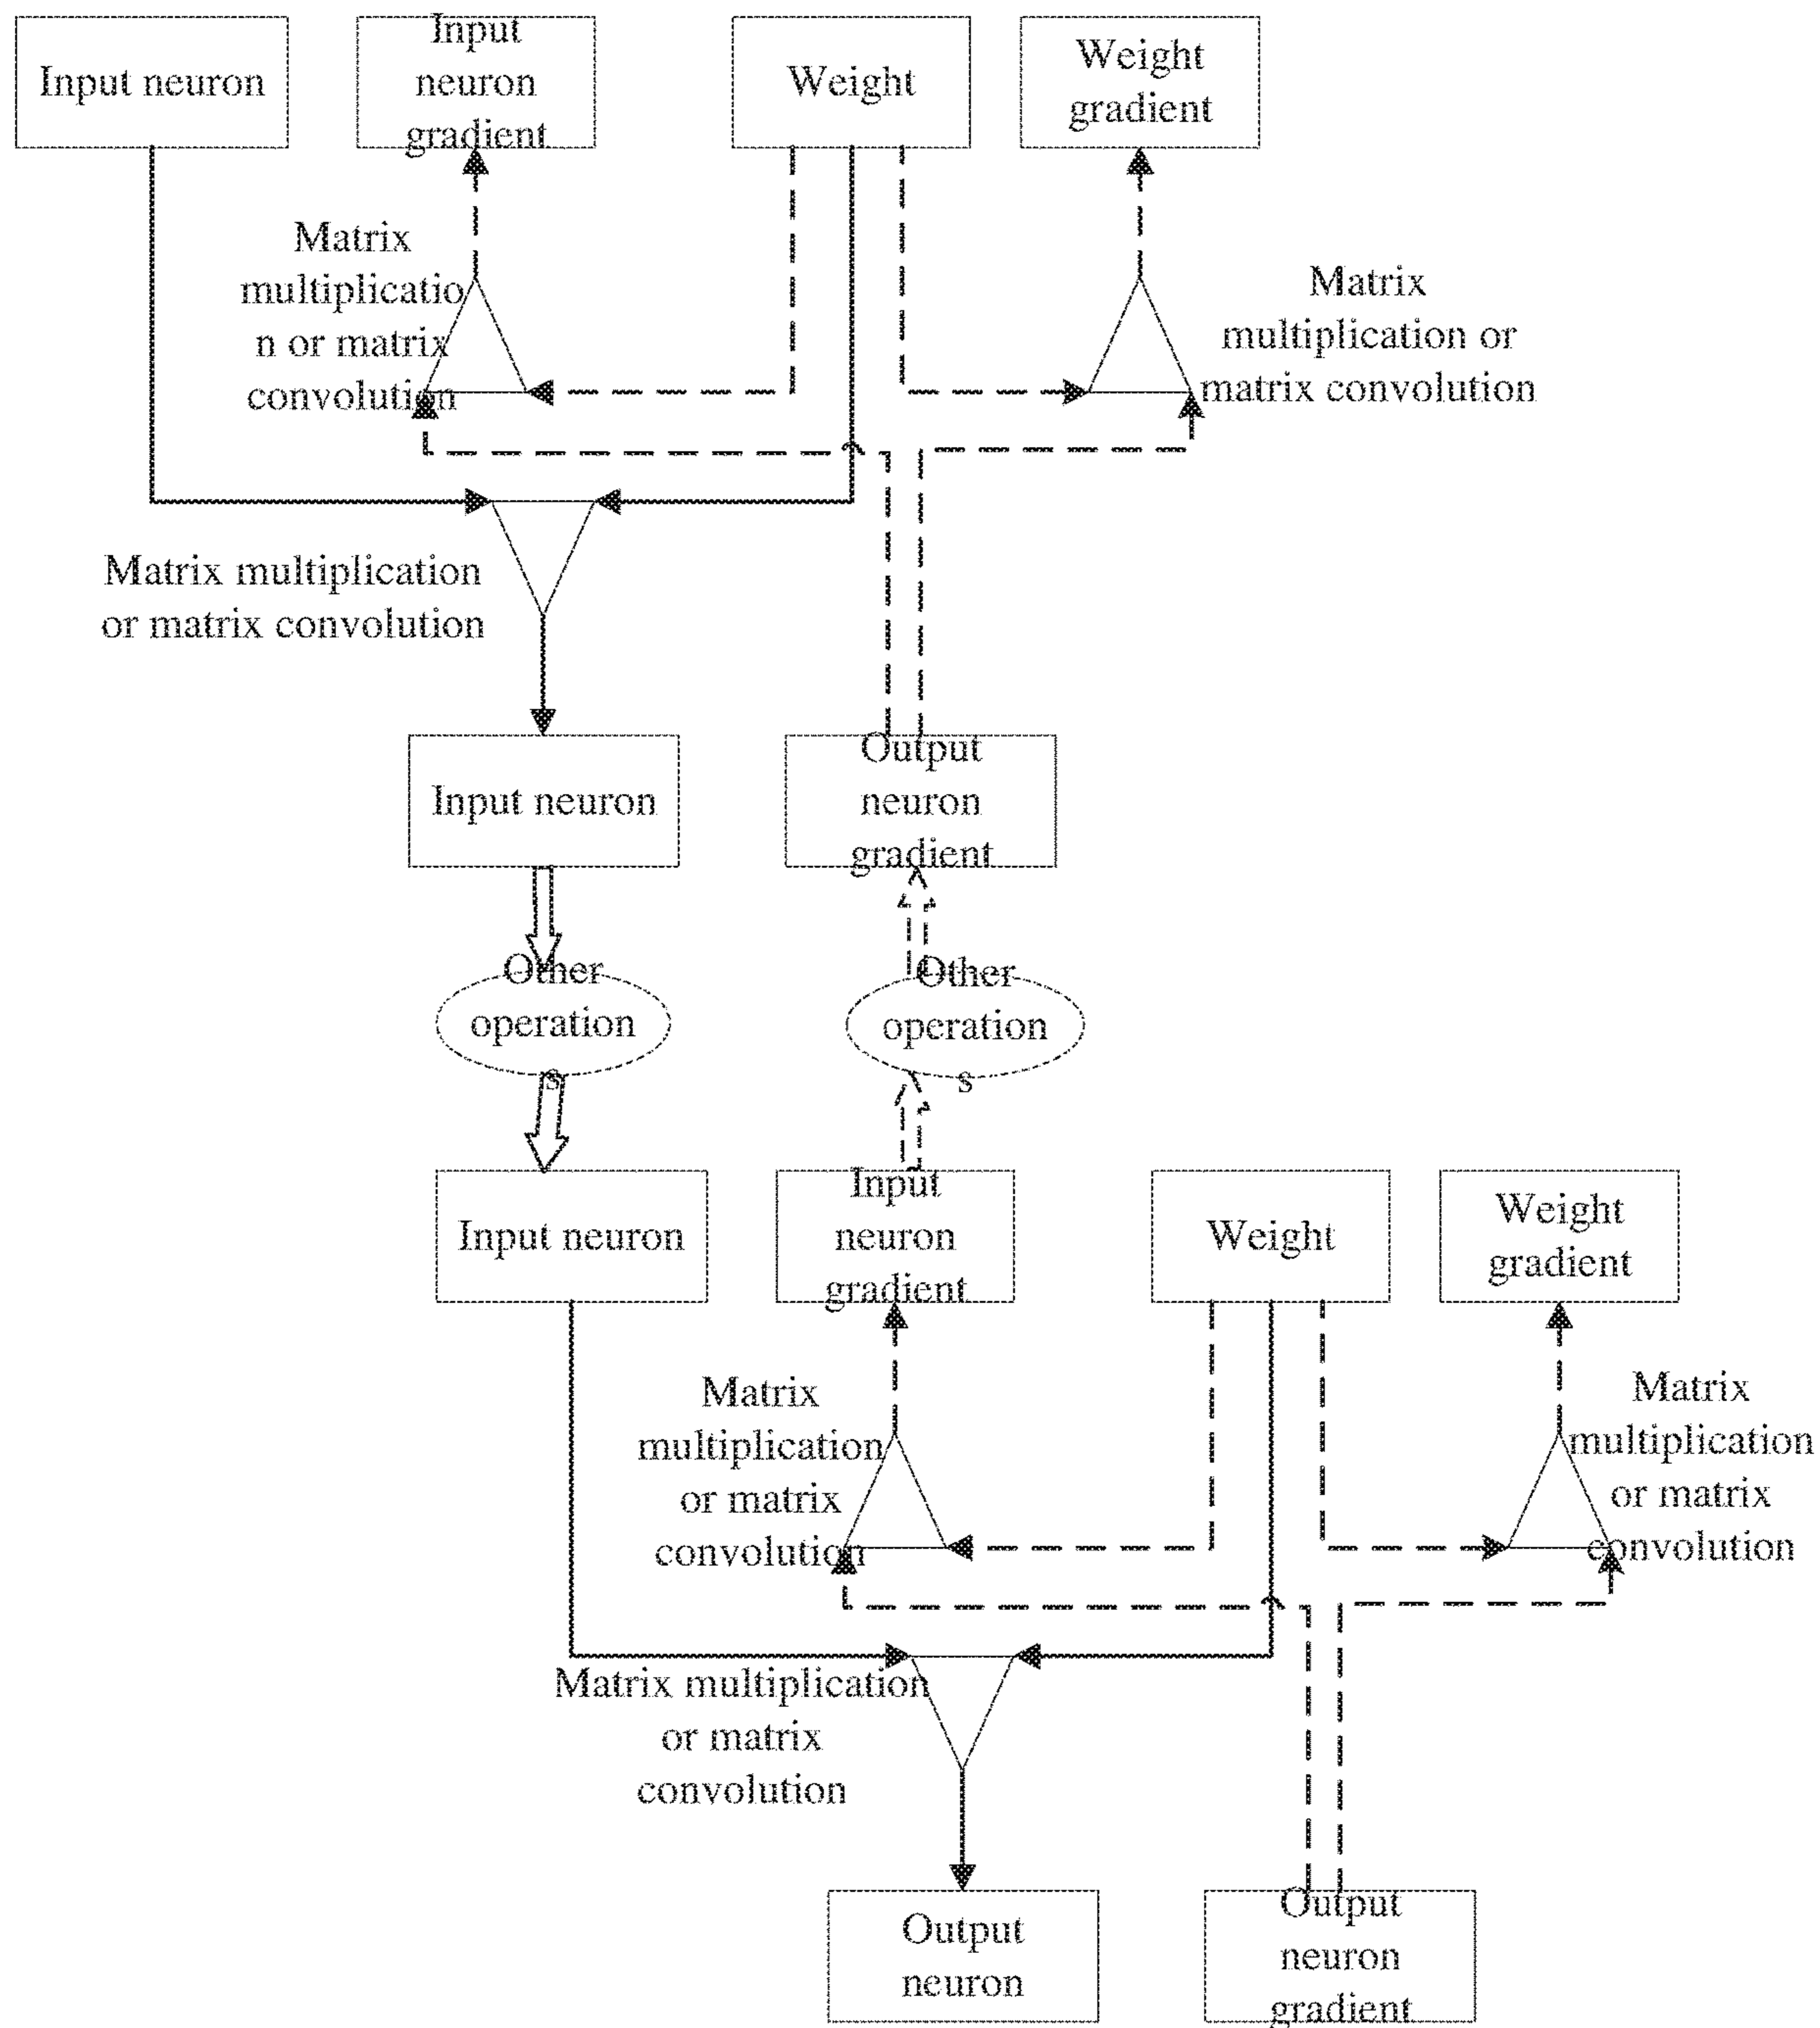 Input neuron
Input
neuron
gradient
Weight
Weight
gradient
Matrix
multiplicatio
n or matrix
convolution
Matrix
multiplication or
matrix convolution
Matrix multiplication
or matrix convolution
Input neuron
Output
neuron
gradient
Other
operation
s
Other
operation
s
Input neuron
Input
neuron
gradient
Weight
Weight
gradient
Matrix
multiplication
or matrix
convolution
Matrix
multiplication
or matrix
convolution
Matrix multiplication
or matrix
convolution
Output
neuron
Output
neuron
gradient